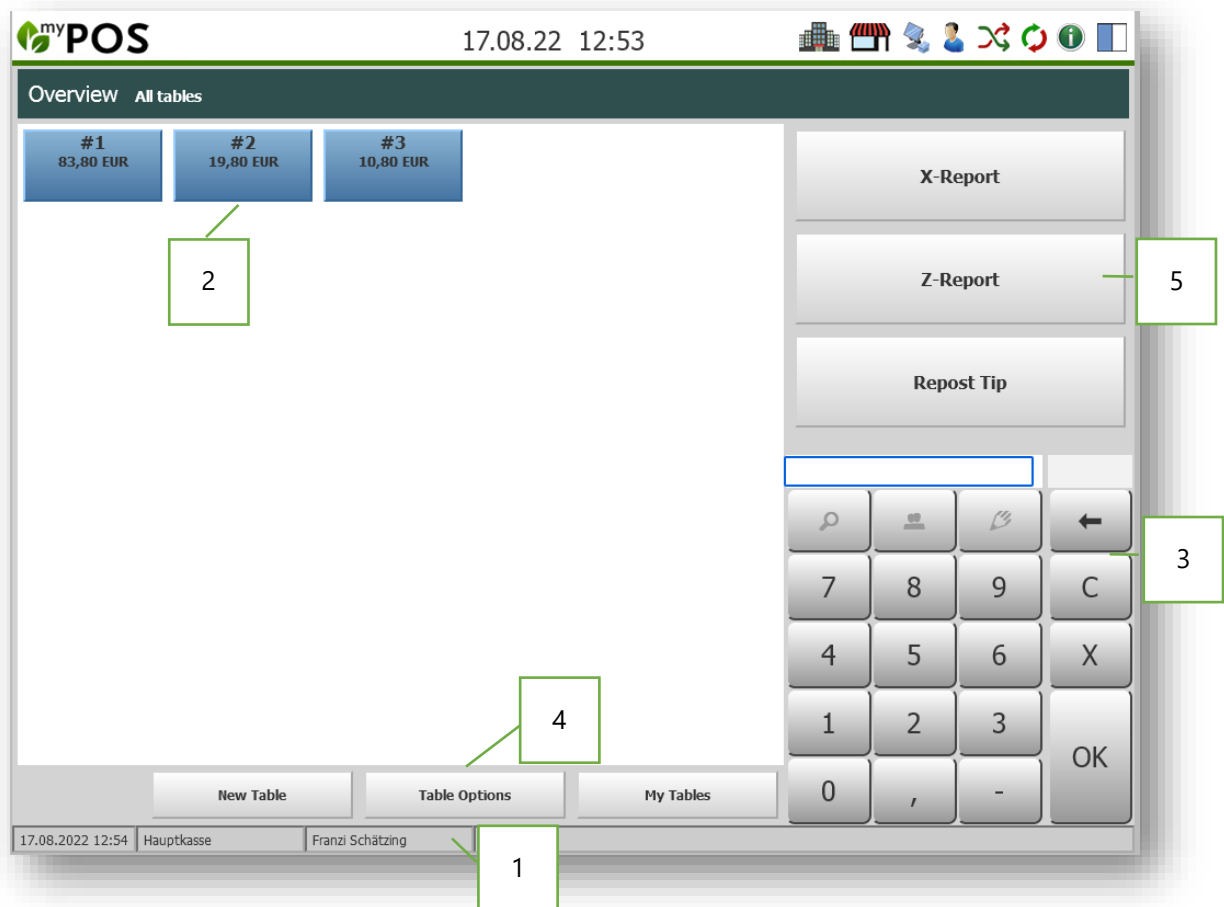 myPOS
17.08.22 12:53
Overview All tables
#1
83,80 EUR
#2
19,80 EUR
#3
10,80 EUR
2
X-Report
Z-Report
5
Repost Tip
3
7 8 9 C
4 5 6 X
1 2 3
0 , - OK
4
New Table
Table Options
My Tables
17.08.2022 12:54 Hauptkasse Franzi Schätzing
1